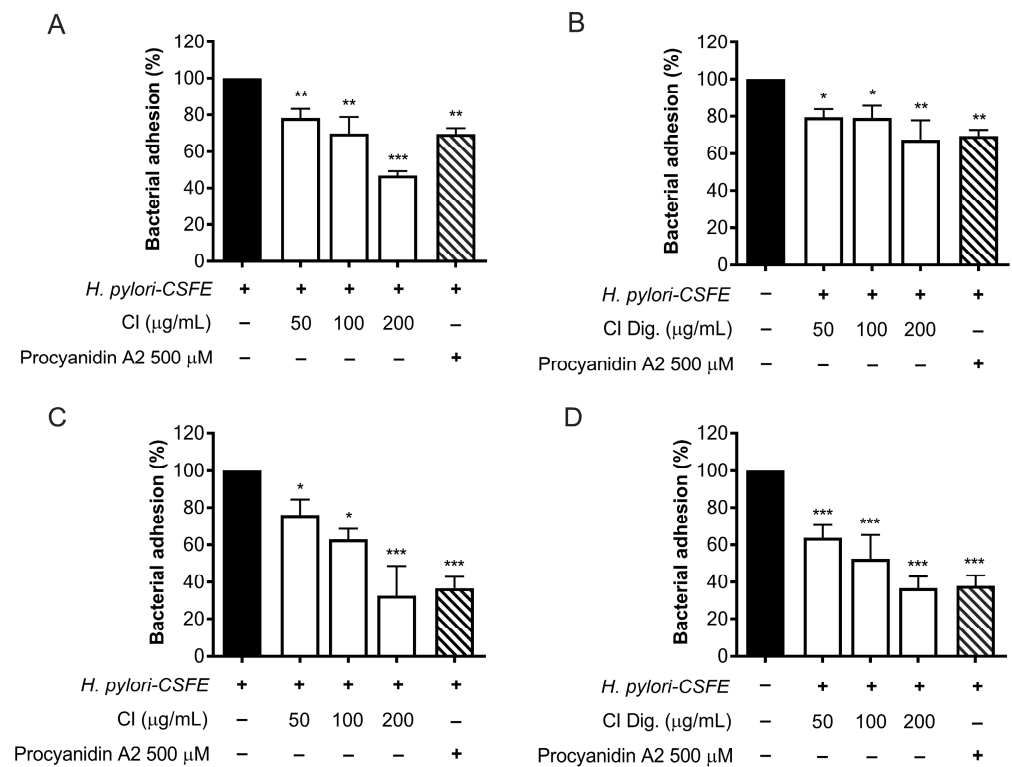 A
Bacterial adhesion (%)
120
100
80
60
40
20
0
** ** *** **
H. pylori-CSFE + + + + +
CI (μg/mL) – 50 100 200 –
Procyanidin A2 500 μM – – – – +
B
Bacterial adhesion (%)
120
100
80
60
40
20
0
* * ** **
H. pylori-CSFE – + + + +
CI Dig. (μg/mL) – 50 100 200 –
Procyanidin A2 500 μM – – – – +
C
Bacterial adhesion (%)
120
100
80
60
40
20
0
* * *** ***
H. pylori-CSFE + + + + +
CI (μg/mL) – 50 100 200 –
Procyanidin A2 500 μM – – – – +
D
Bacterial adhesion (%)
120
100
80
60
40
20
0
*** *** *** ***
H. pylori-CSFE – + + + +
CI Dig. (μg/mL) – 50 100 200 –
Procyanidin A2 500 μM – – – – +